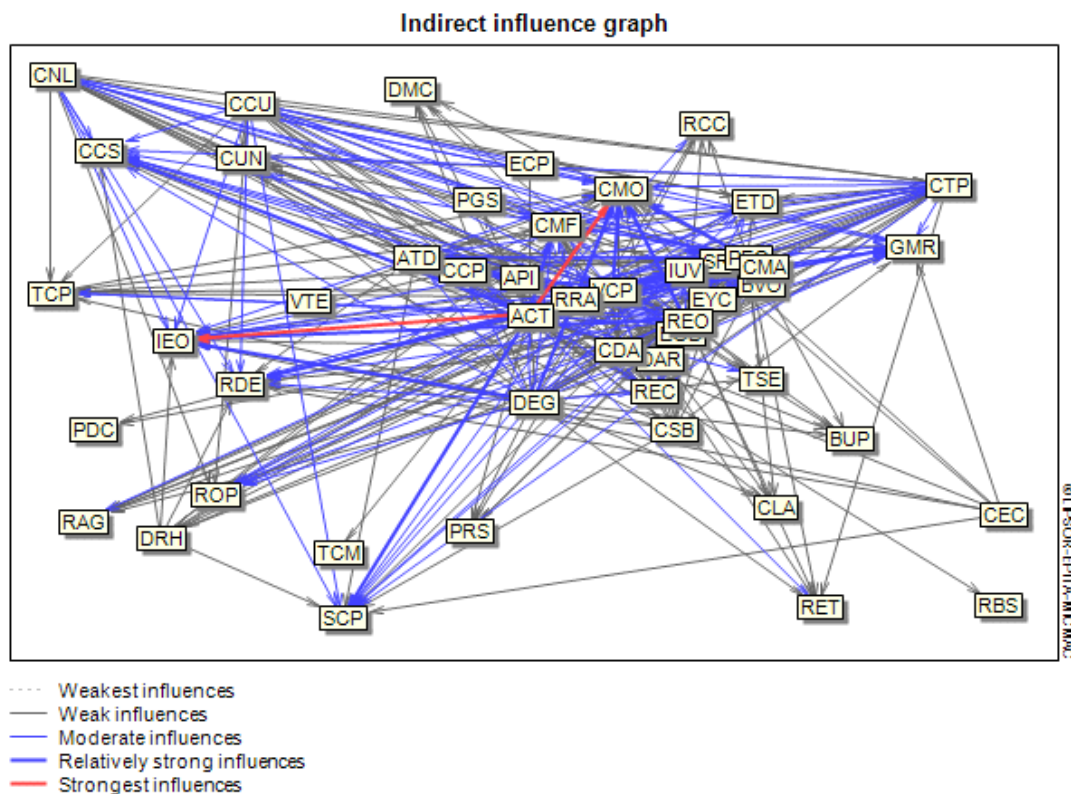 Indirect influence graph
CNL
DMC
CCU
RCC
CCS
CUN
ECP
CTP
PGS
CMO
ETD
CMF
GMR
ATD
CCP
API
IUV
CMA
TCP
VTE
RRA
VCP
EYC
BVO
ACT
REO
IEO
CDA
DAR
RDE
REC
TSE
DEG
PDC
CSB
BUP
ROP
RAG
DRH
TCM
PRS
CLA
CEC
SCP
RET
RBS
Weakest influences
Weak influences
Moderate influences
Relatively strong influences
Strongest influences